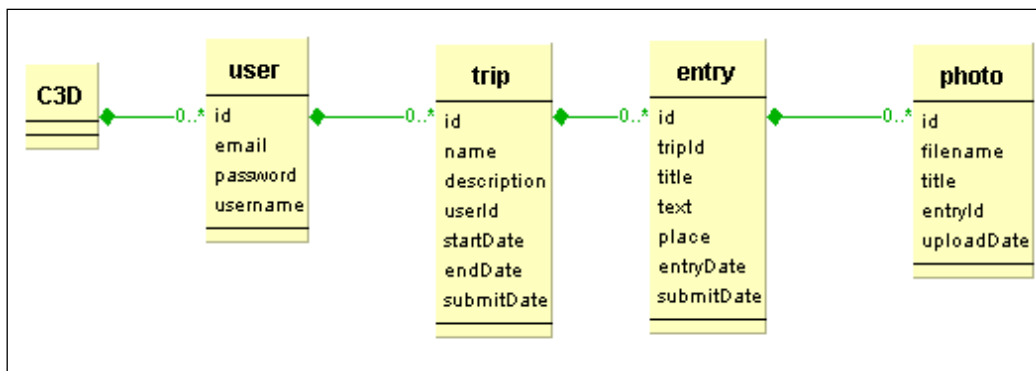 C3D
0..*
user
id
email
password
username
0..*
trip
id
name
description
userId
startDate
endDate
submitDate
0..*
entry
id
tripId
title
text
place
entryDate
submitDate
0..*
photo
id
filename
title
entryId
uploadDate